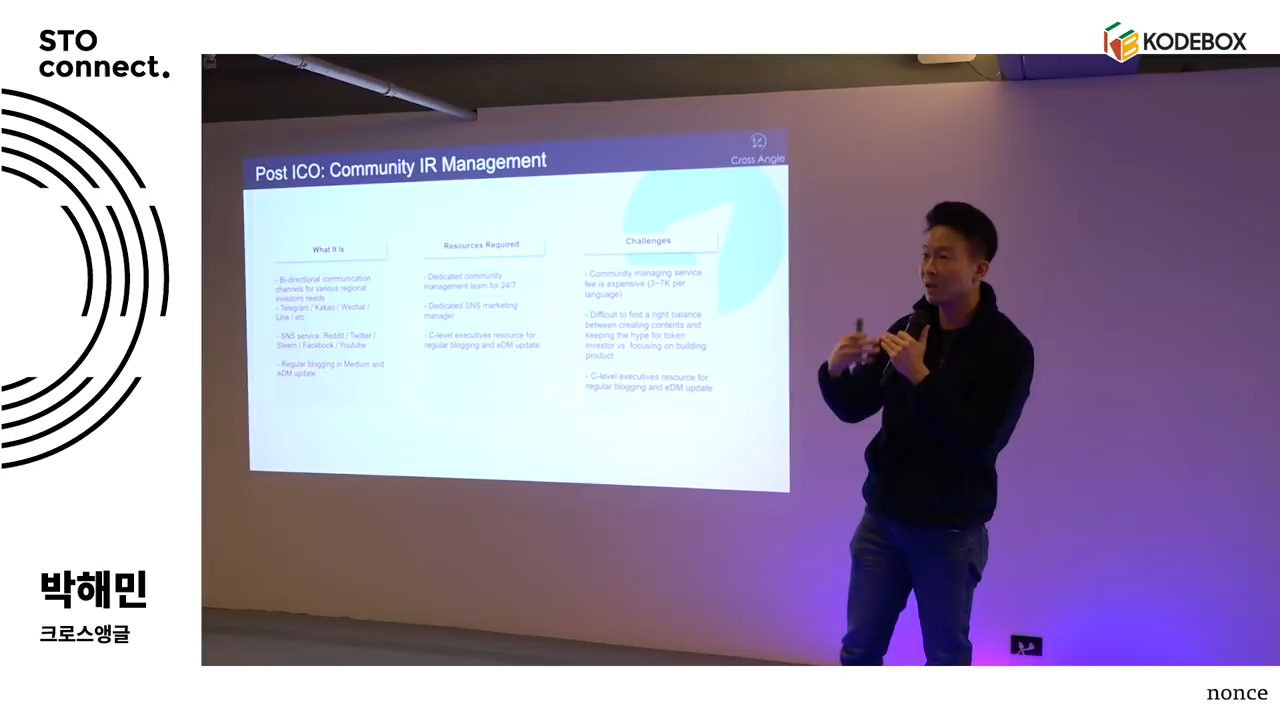 STO
connect.
KODEBOX
Post ICO: Community IR Management
Cross Angle
What It Is
- Bi-directional communication
channels for various regional
investors needs
- Telegram / Kakao / Wechat /
Line / etc
- SNS service: Reddit / Twitter /
Steem / Facebook / Youtube
- Regular blogging in Medium and
eDM update
Resources Required
- Dedicated community
management team for 24/7
- Dedicated SNS marketing
manager
- C-level executives resource for
regular blogging and eDM update
Challenges
- Community managing service
fee is expensive (3~7K per
language)
- Difficult to find a right balance
between creating contents and
keeping the hype for token
investor vs. focusing on building
product
- C-level executives resource for
regular blogging and eDM update
박해민
크로스앵글
nonce